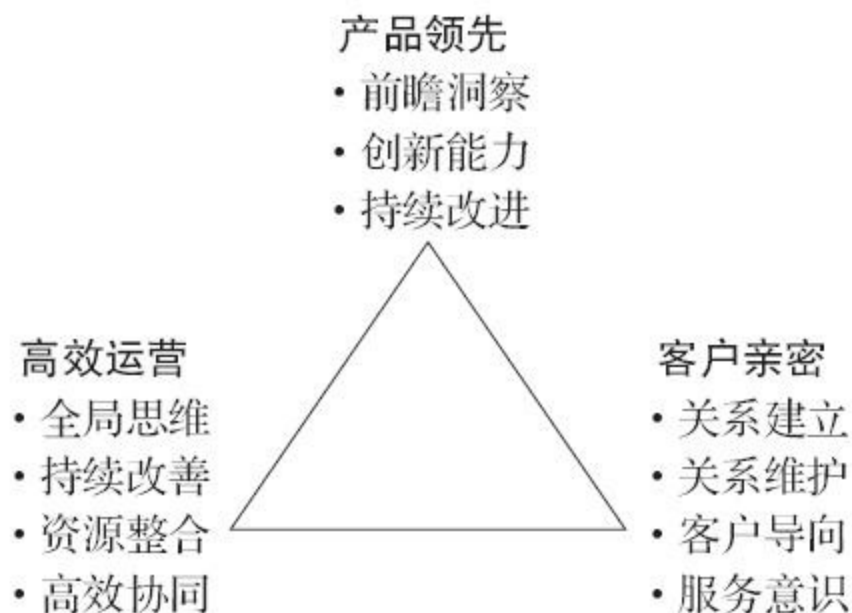 产品领先
• 前瞻洞察
• 创新能力
• 持续改进
高效运营
• 全局思维
• 持续改善
• 资源整合
• 高效协同
客户亲密
• 关系建立
• 关系维护
• 客户导向
• 服务意识